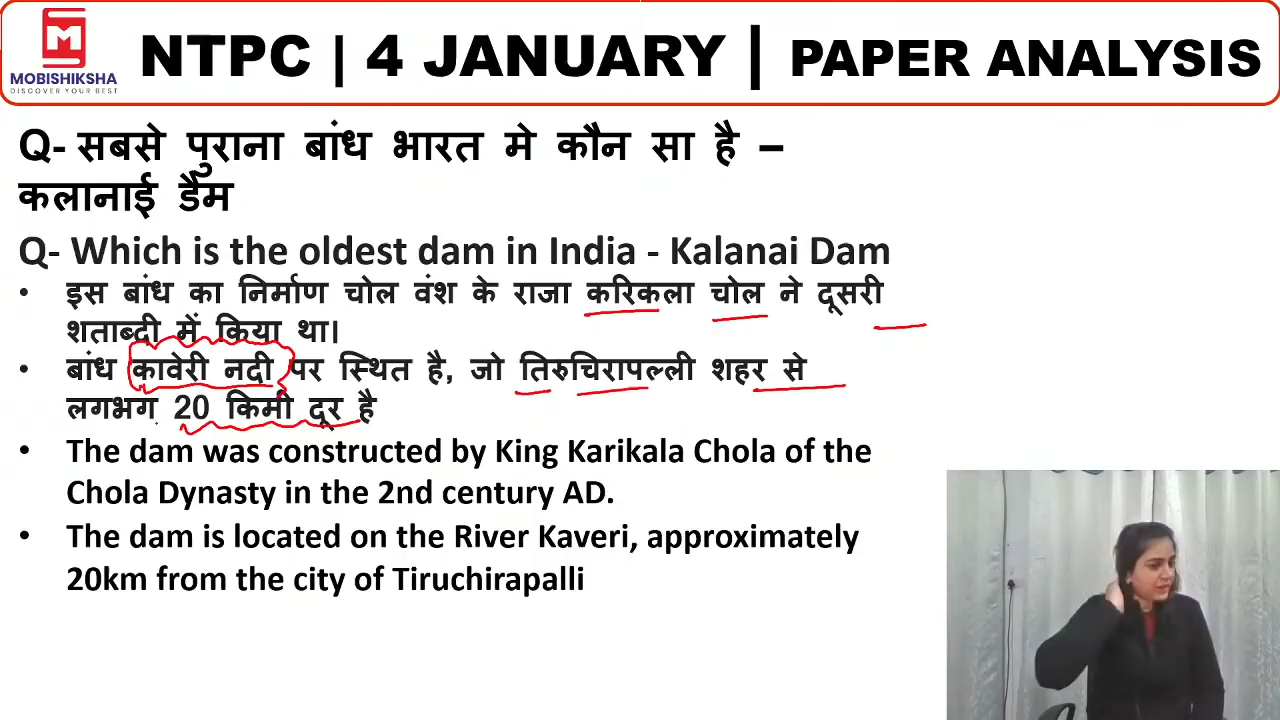 M
MOBISHIKSHA
DISCOVER YOUR BEST
NTPC | 4 JANUARY | PAPER ANALYSIS
Q- सबसे पुराना बांध भारत मे कौन सा है –
कलानाई डैम
Q- Which is the oldest dam in India - Kalanai Dam
• इस बांध का निर्माण चोल वंश के राजा करिकला चोल ने दूसरी
शताब्दी में किया था।
• बांध कावेरी नदी पर स्थित है, जो तिरुचिरापल्ली शहर से
लगभग 20 किमी दूर है
• The dam was constructed by King Karikala Chola of the
Chola Dynasty in the 2nd century AD.
• The dam is located on the River Kaveri, approximately
20km from the city of Tiruchirapalli